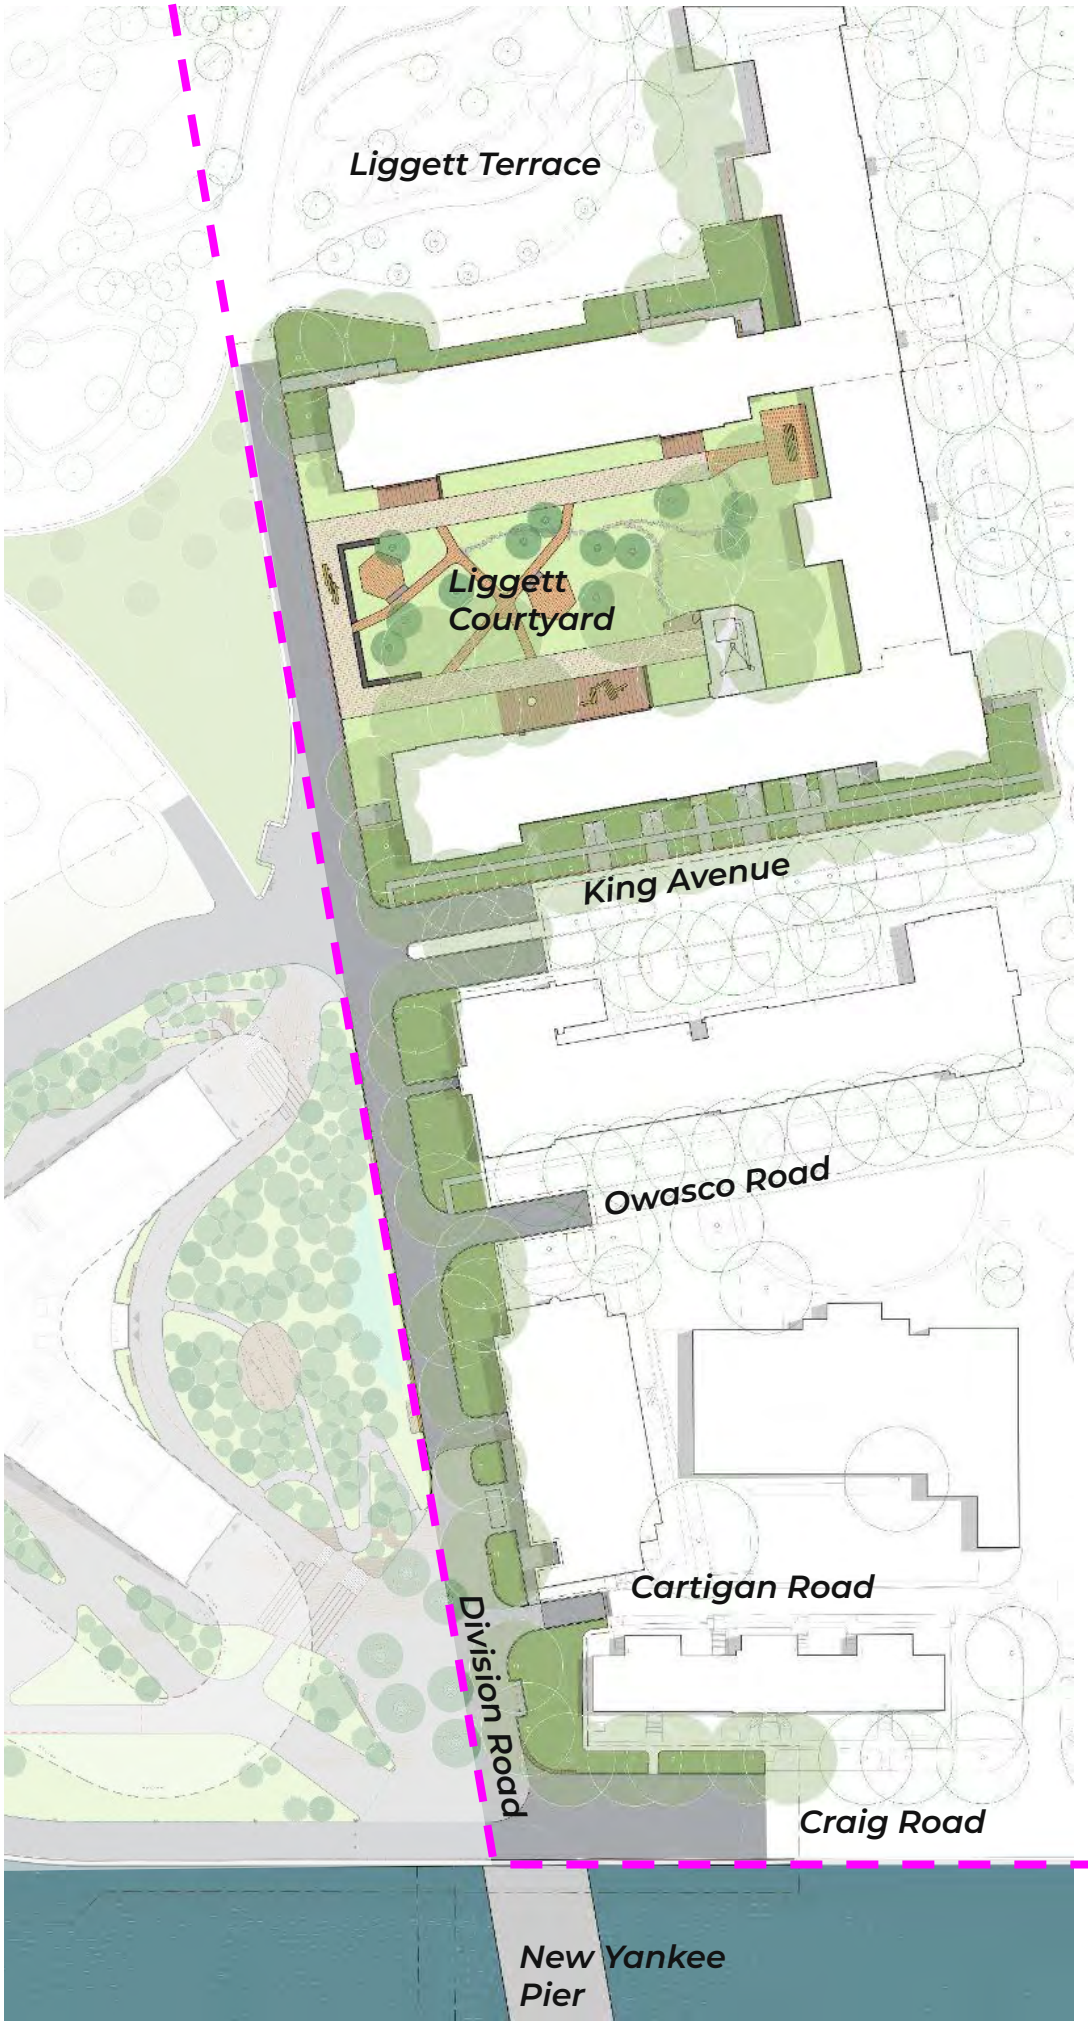 Liggett Terrace
Liggett
Courtyard
King Avenue
Owasco Road
Cartigan Road
Division Road
Craig Road
New Yankee
Pier